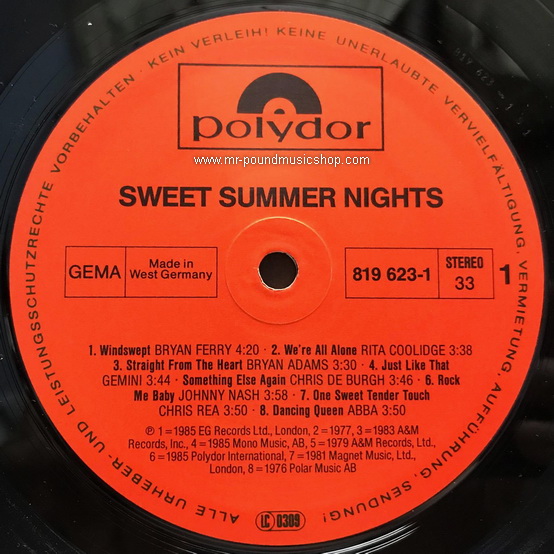 ALLE URHEBER- UND LEISTUNGSSCHUTZRECHTE VORBEHALTEN · KEIN VERLEIH! KEINE UNERLAUBTE VERVIELFÄLTIGUNG, VERMIETUNG, AUFFÜHRUNG, SENDUNG!
polydor
www.mr-poundmusicshop.com
SWEET SUMMER NIGHTS
GEMA
Made in
West Germany
819 623-1
STEREO
33
1
1. Windswept BRYAN FERRY 4:20 · 2. We're All Alone RITA COOLIDGE 3:38
3. Straight From The Heart BRYAN ADAMS 3:30 · 4. Just Like That
GEMINI 3:44 · Something Else Again CHRIS DE BURGH 3:46 · 6. Rock
Me Baby JOHNNY NASH 3:58 · 7. One Sweet Tender Touch
CHRIS REA 3:50 · 8. Dancing Queen ABBA 3:50
℗ 1=1985 EG Records Ltd., London, 2=1977, 3=1983 A&M
Records, Inc., 4=1985 Mono Music, AB, 5=1979 A&M Records, Ltd.,
6=1985 Polydor International, 7=1981 Magnet Music, Ltd.,
London, 8=1976 Polar Music AB
LC 0309